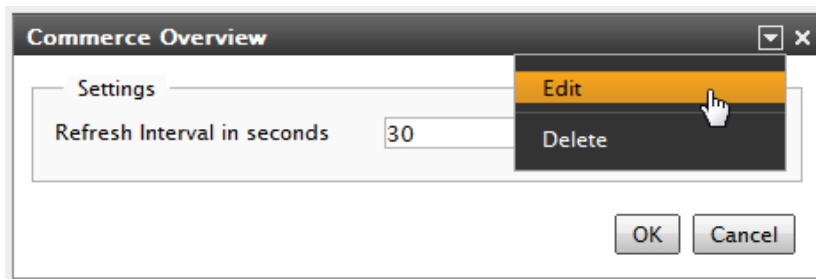 Commerce Overview
Settings
Edit
Refresh Interval in seconds 30
Delete
OK Cancel